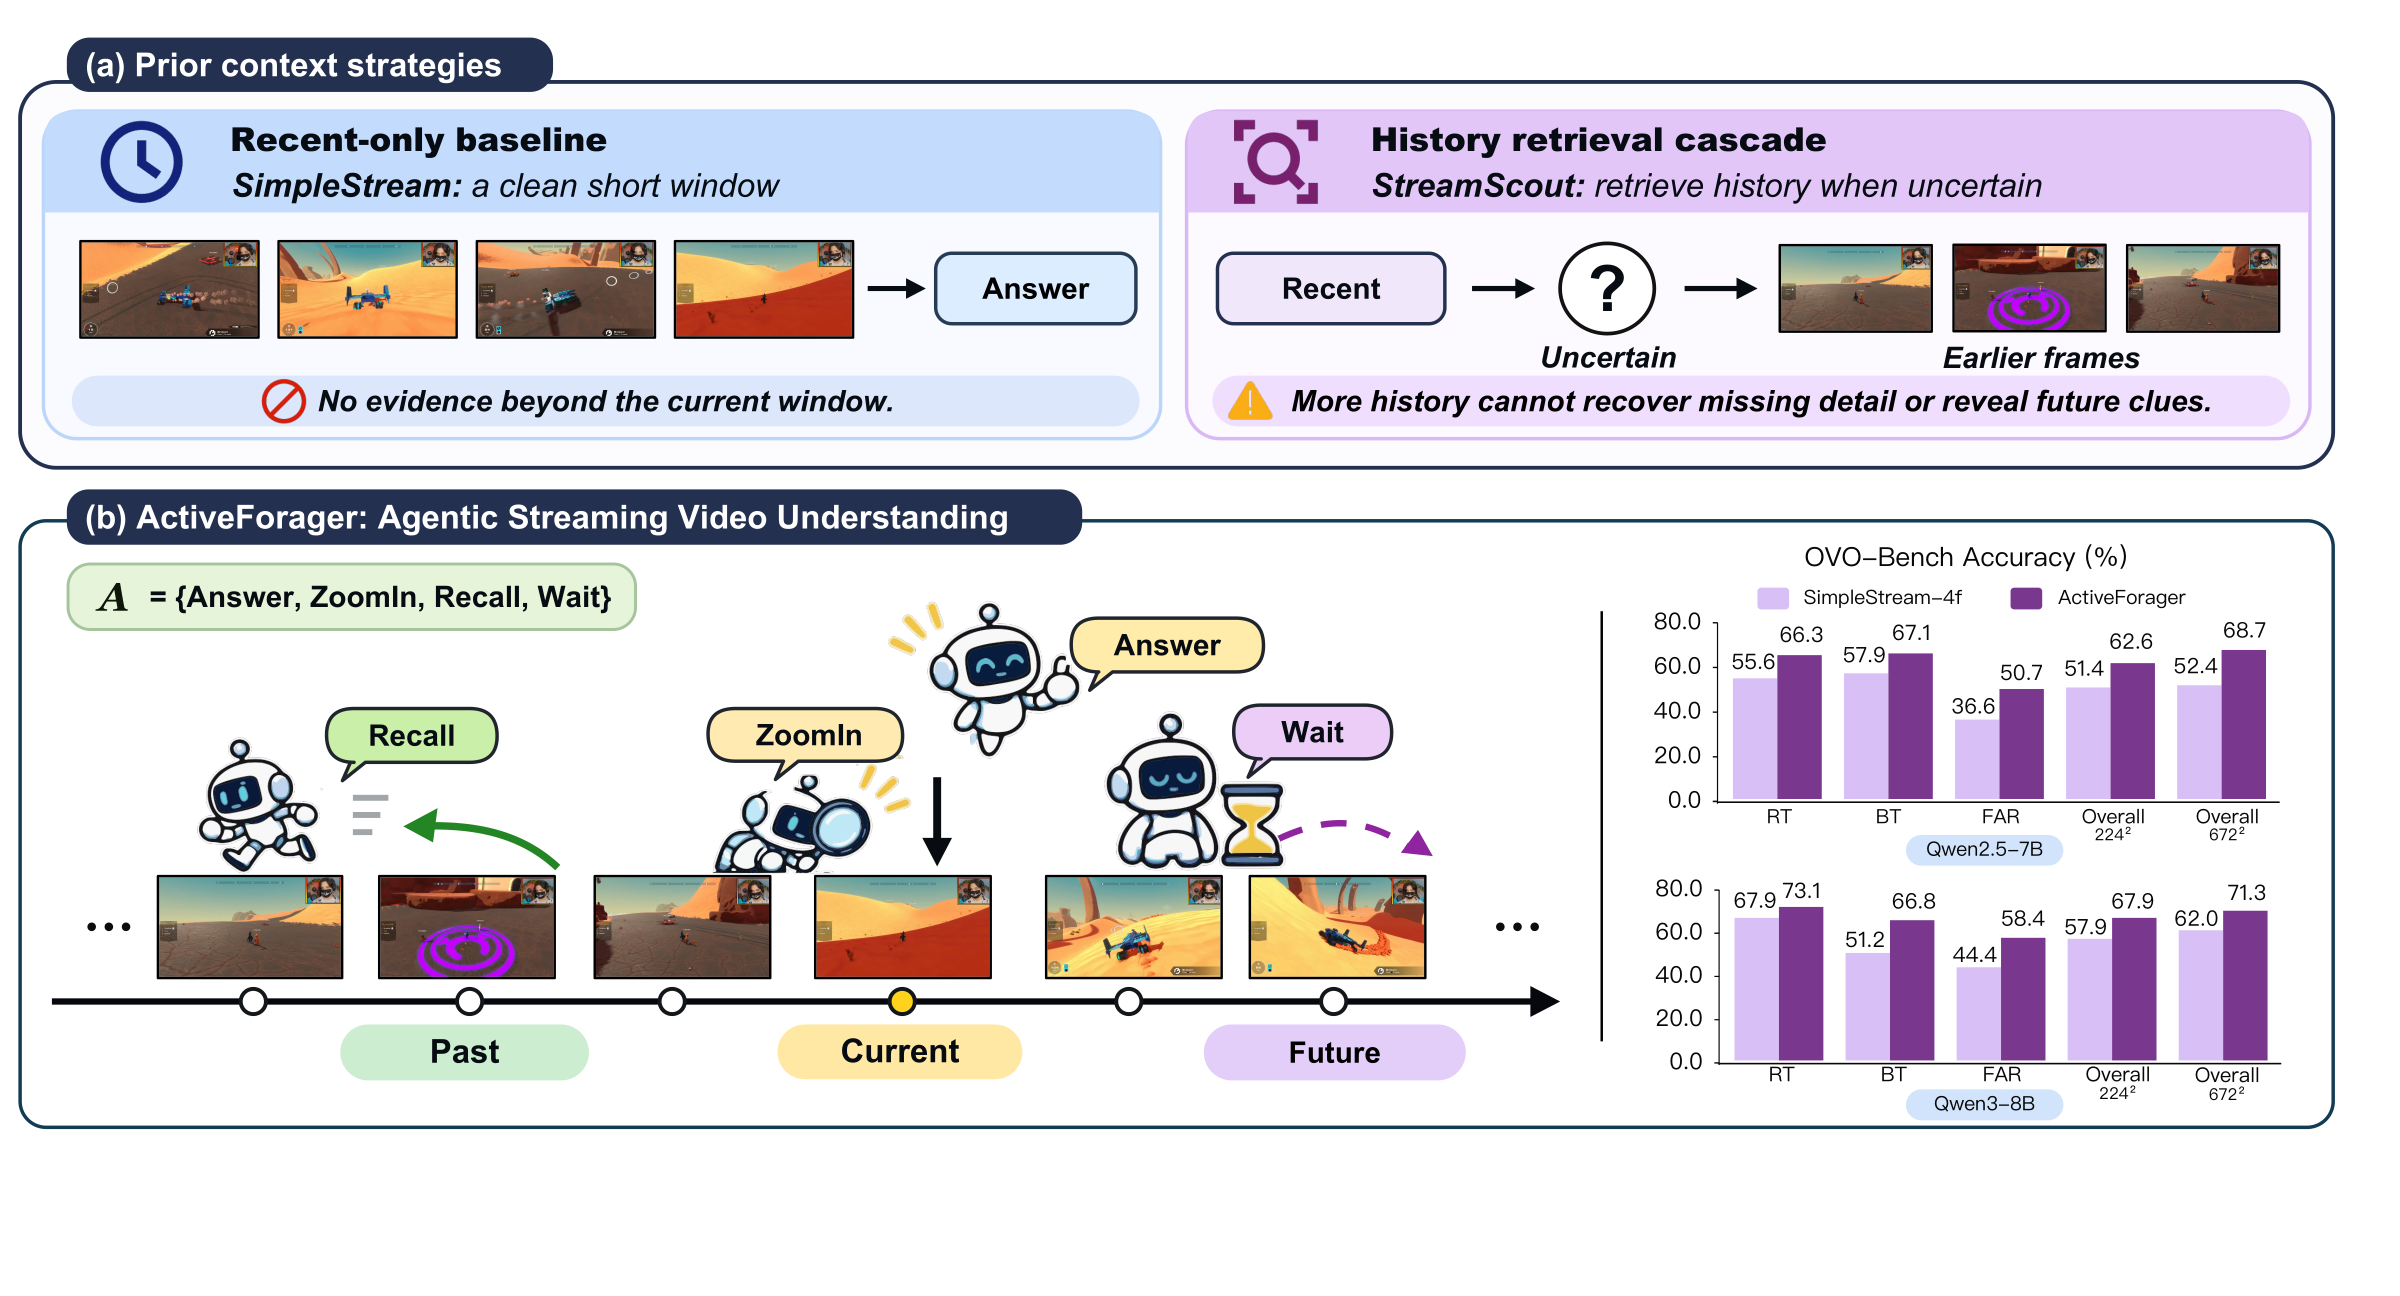 (a) Prior context strategies
Recent-only baseline
SimpleStream: a clean short window
Answer
No evidence beyond the current window.
History retrieval cascade
StreamScout: retrieve history when uncertain
Recent
?
Uncertain
Earlier frames
More history cannot recover missing detail or reveal future clues.
(b) ActiveForager: Agentic Streaming Video Understanding
A = {Answer, ZoomIn, Recall, Wait}
Recall
ZoomIn
Answer
Wait
...
...
Past
Current
Future
OVO–Bench Accuracy (%)
SimpleStream–4f
ActiveForager
80.0
60.0
40.0
20.0
0.0
55.6
66.3
57.9
67.1
36.6
50.7
51.4
62.6
52.4
68.7
RT
BT
FAR
Overall
224²
Overall
672²
Qwen2.5–7B
80.0
60.0
40.0
20.0
0.0
67.9
73.1
51.2
66.8
44.4
58.4
57.9
67.9
62.0
71.3
RT
BT
FAR
Overall
224²
Overall
672²
Qwen3–8B